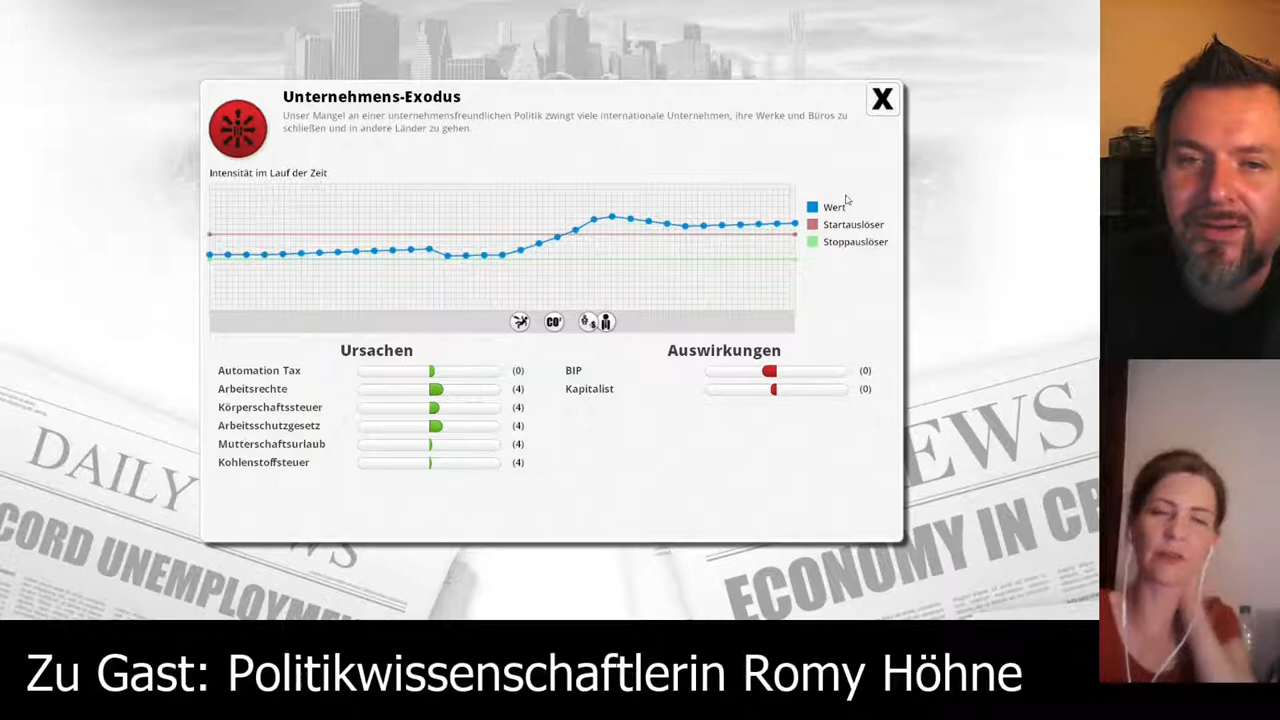 Unternehmens-Exodus
X
Unser Mangel an einer unternehmensfreundlichen Politik zwingt viele internationale Unternehmen, ihre Werke und Büros zu
schließen und in andere Länder zu gehen.
Intensität im Lauf der Zeit
Wert
Startauslöser
Stoppauslöser
CO²
$
Ursachen
Automation Tax (0)
Arbeitsrechte (4)
Körperschaftssteuer (4)
Arbeitsschutzgesetz (4)
Mutterschaftsurlaub (4)
Kohlenstoffsteuer (4)
Auswirkungen
BIP (0)
Kapitalist (0)
DAILY NEWS
CORD UNEMPLOYME
EWS
ECONOMY IN CR
Zu Gast: Politikwissenschaftlerin Romy Höhne